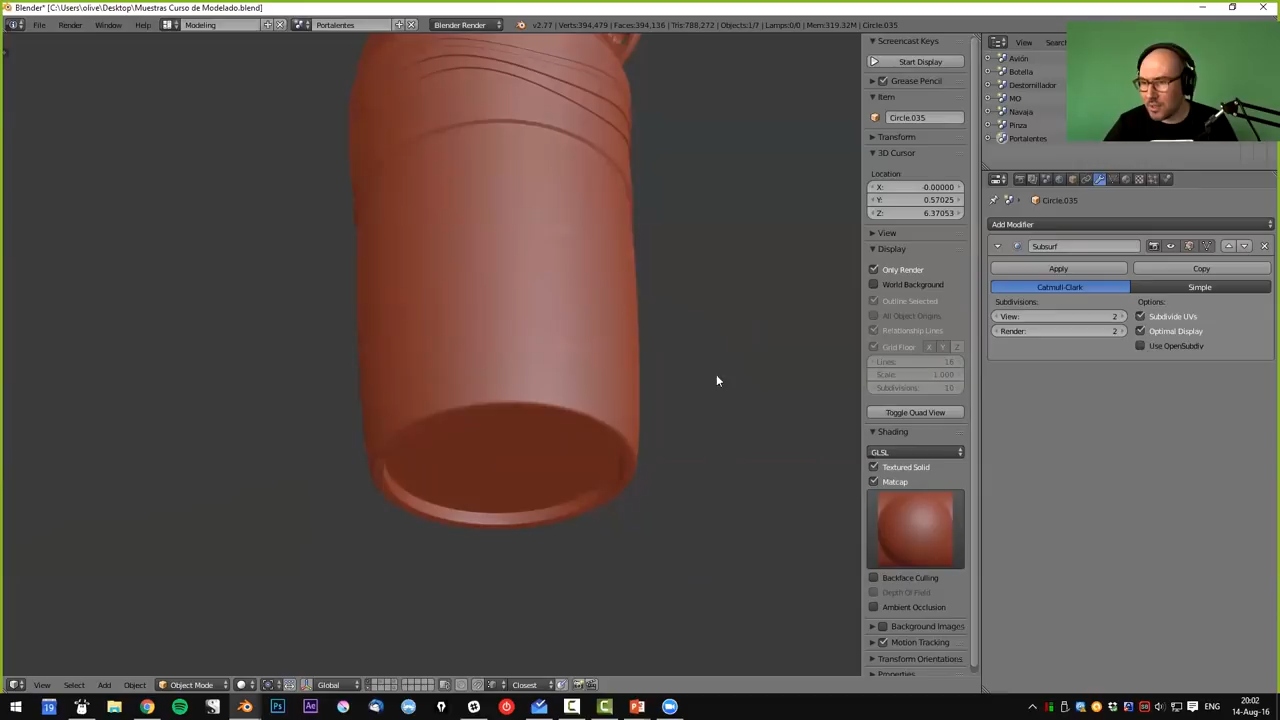 Blender* [C:\Users\olive\Desktop\Muestras Curso de Modelado.blend]
File Render Window Help Modeling Portalentes Blender Render v2.77 | Verts:394,479 | Faces:394,136 | Tris:788,272 | Objects:1/7 | Lamps:0/0 | Mem:319.32M | Circle.035
Screencast Keys
Start Display
Grease Pencil
Item
Circle.035
Transform
3D Cursor
Location:
X: -0.00000
Y: 0.57025
Z: 6.37053
View
Display
Only Render
World Background
Outline Selected
All Object Origins
Relationship Lines
Grid Floor X Y Z
Lines: 16
Scale: 1.000
Subdivisions: 10
Toggle Quad View
Shading
GLSL
Textured Solid
Matcap
Backface Culling
Depth Of Field
Ambient Occlusion
Background Images
Motion Tracking
Transform Orientations
View Search
Avión
Botella
Destornillador
MO
Navaja
Pinza
Portalentes
Circle.035
Add Modifier
Subsurf
Apply Copy
Catmull-Clark Simple
Subdivisions: Options:
View: 2 Subdivide UVs
Render: 2 Optimal Display
Use OpenSubdiv
View Select Add Object Object Mode Global Closest
19 Ps Ae
20:02
14-Aug-16